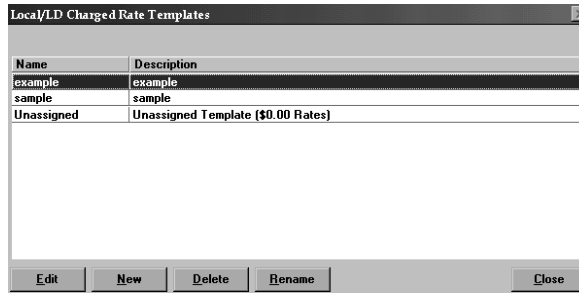 Local/LD Charged Rate Templates
Name Description
example example
sample sample
Unassigned Unassigned Template ($0.00 Rates)
Edit New Delete Rename Close